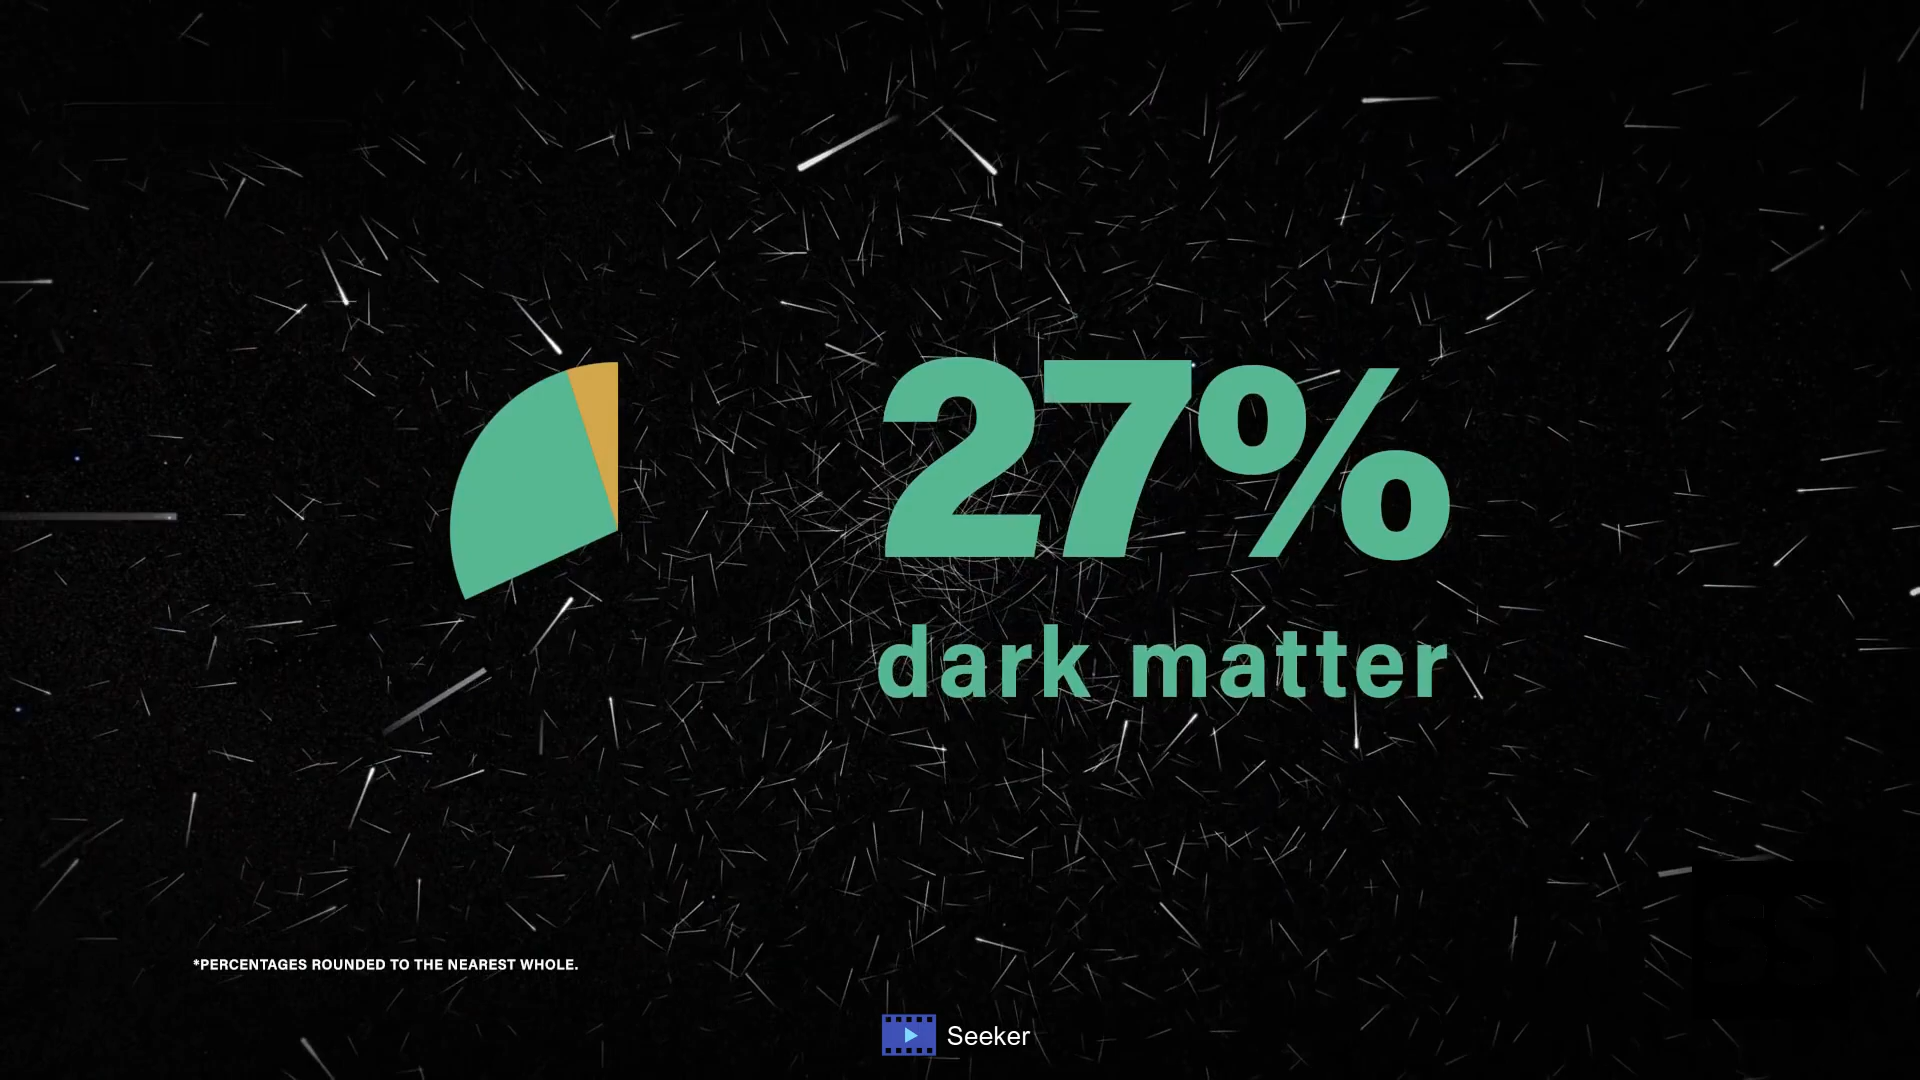 27%
dark matter
*PERCENTAGES ROUNDED TO THE NEAREST WHOLE.
Seeker